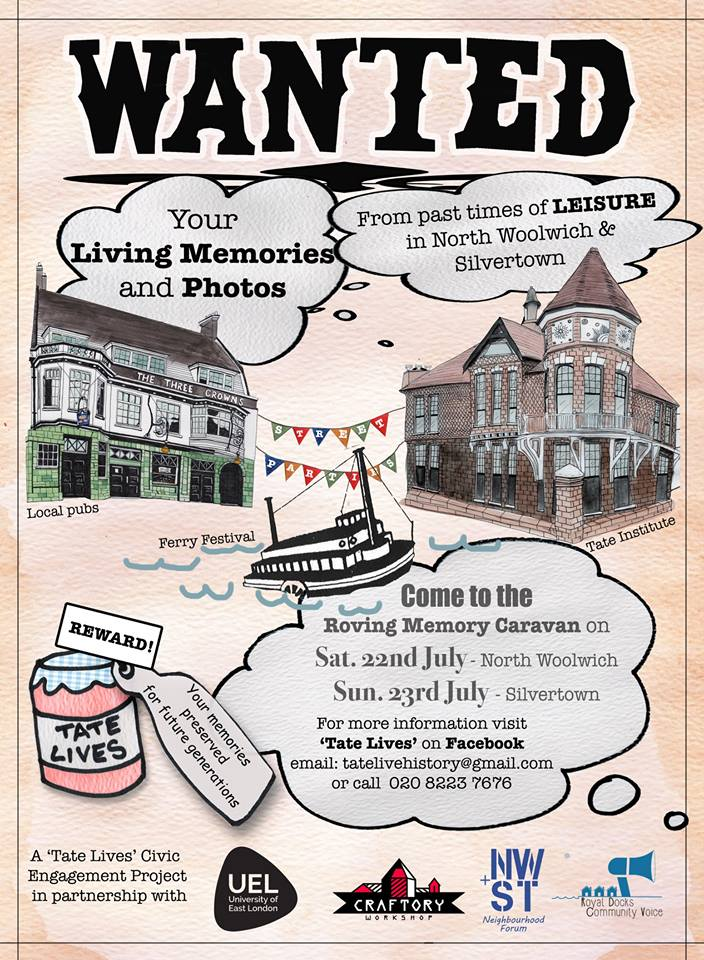 WANTED
Your
Living Memories
and Photos
From past times of LEISURE
in North Woolwich &
Silvertown
THE THREE CROWNS
STREET
PARTIES
Local pubs
Ferry Festival
Tate Institute
Come to the
Roving Memory Caravan on
Sat. 22nd July - North Woolwich
Sun. 23rd July - Silvertown
For more information visit
'Tate Lives' on Facebook
email: tatelivehistory@gmail.com
or call 020 8223 7676
REWARD!
TATE
LIVES
Your memories
preserved
for future generations
A 'Tate Lives' Civic
Engagement Project
in partnership with
UEL
University of
East London
CRAFTORY
WORKSHOP
NW
+ST
Neighbourhood
Forum
Royal Docks
Community Voice